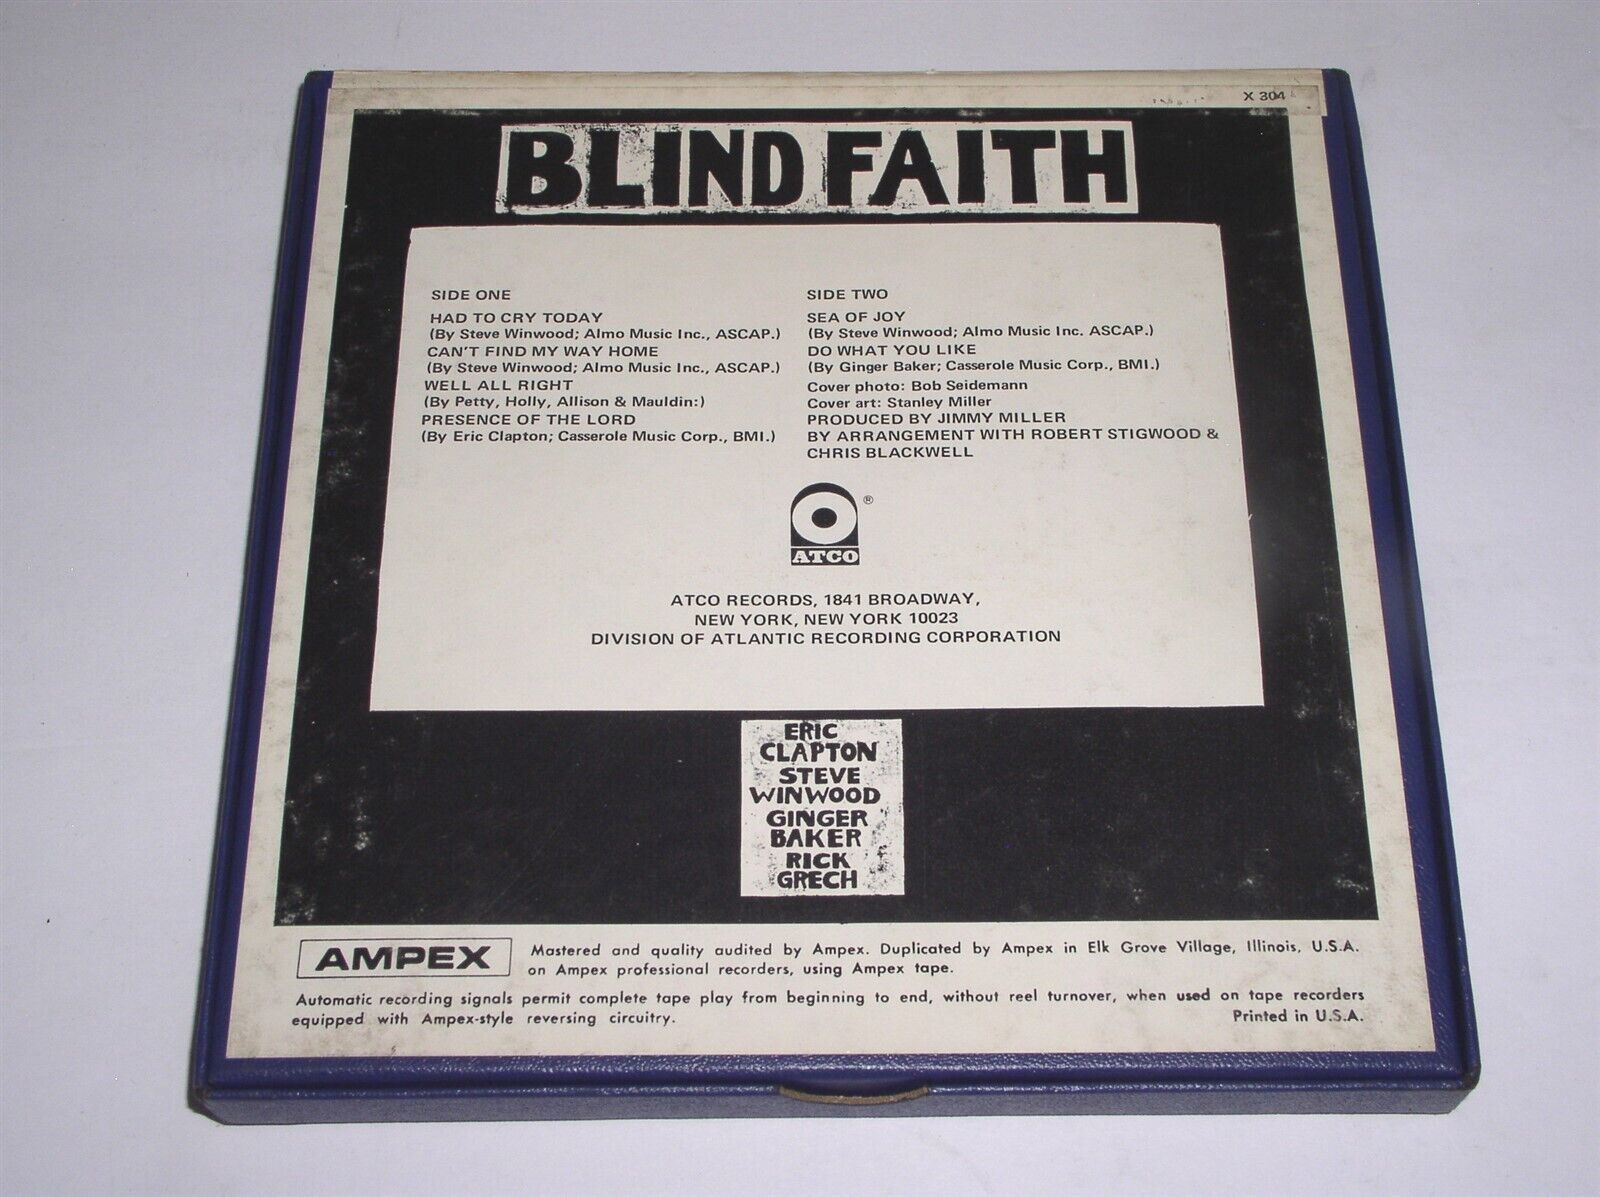 X 304
BLIND FAITH
SIDE ONE
HAD TO CRY TODAY
(By Steve Winwood; Almo Music Inc., ASCAP.)
CAN'T FIND MY WAY HOME
(By Steve Winwood; Almo Music Inc., ASCAP.)
WELL ALL RIGHT
(By Petty, Holly, Allison & Mauldin:)
PRESENCE OF THE LORD
(By Eric Clapton; Casserole Music Corp., BMI.)
SIDE TWO
SEA OF JOY
(By Steve Winwood; Almo Music Inc. ASCAP.)
DO WHAT YOU LIKE
(By Ginger Baker; Casserole Music Corp., BMI.)
Cover photo: Bob Seidemann
Cover art: Stanley Miller
PRODUCED BY JIMMY MILLER
BY ARRANGEMENT WITH ROBERT STIGWOOD &
CHRIS BLACKWELL
®
ATCO
ATCO RECORDS, 1841 BROADWAY,
NEW YORK, NEW YORK 10023
DIVISION OF ATLANTIC RECORDING CORPORATION
ERIC
CLAPTON
STEVE
WINWOOD
GINGER
BAKER
RICK
GRECH
AMPEX
Mastered and quality audited by Ampex. Duplicated by Ampex in Elk Grove Village, Illinois, U.S.A.
on Ampex professional recorders, using Ampex tape.
Automatic recording signals permit complete tape play from beginning to end, without reel turnover, when used on tape recorders
equipped with Ampex-style reversing circuitry.
Printed in U.S.A.